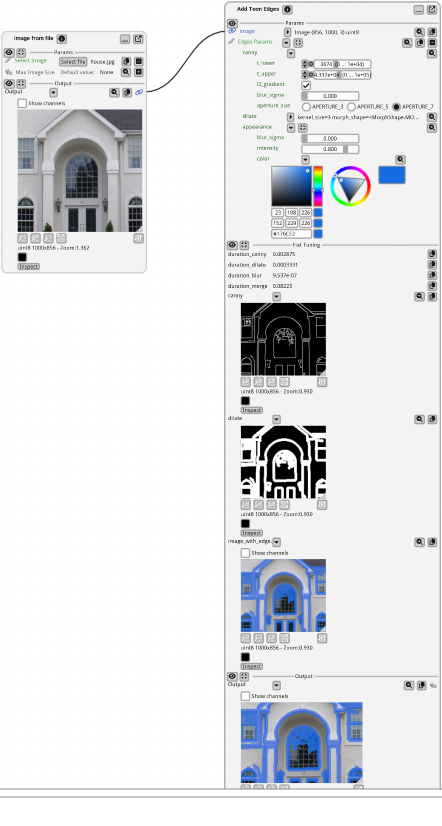 Image from file
Params
Select Image Select file house.jpg
Max Image Size Default value: None
Output
Output
Show channels
uint8 1000x856 - Zoom:1.362
Inspect
Add Toon Edges
Params
Image Image (856, 1000, 3) uint8
Edges Params
canny
t_lower 3674 (0 ... 1e+04)
t_upper 4.332e+04 (0 ... 1e+05)
l2_gradient
blur_sigma 0.000
aperture_size APERTURE_3 APERTURE_5 APERTURE_7
dilate kernel_size=3 morph_shape=<MorphShape.MO...
appearance
blur_sigma 0.000
intensity 0.800
color
23 108 226
152 229 226
#176CE2
Fiat Tuning
duration_canny 0.002875
duration_dilate 0.0003331
duration_blur 9.537e-07
duration_merge 0.08223
canny
uint8 1000x856 - Zoom:0.930
Inspect
dilate
uint8 1000x856 - Zoom:0.930
Inspect
image_with_edge.
Show channels
uint8 1000x856 - Zoom:0.930
Inspect
Output
Output
Show channels